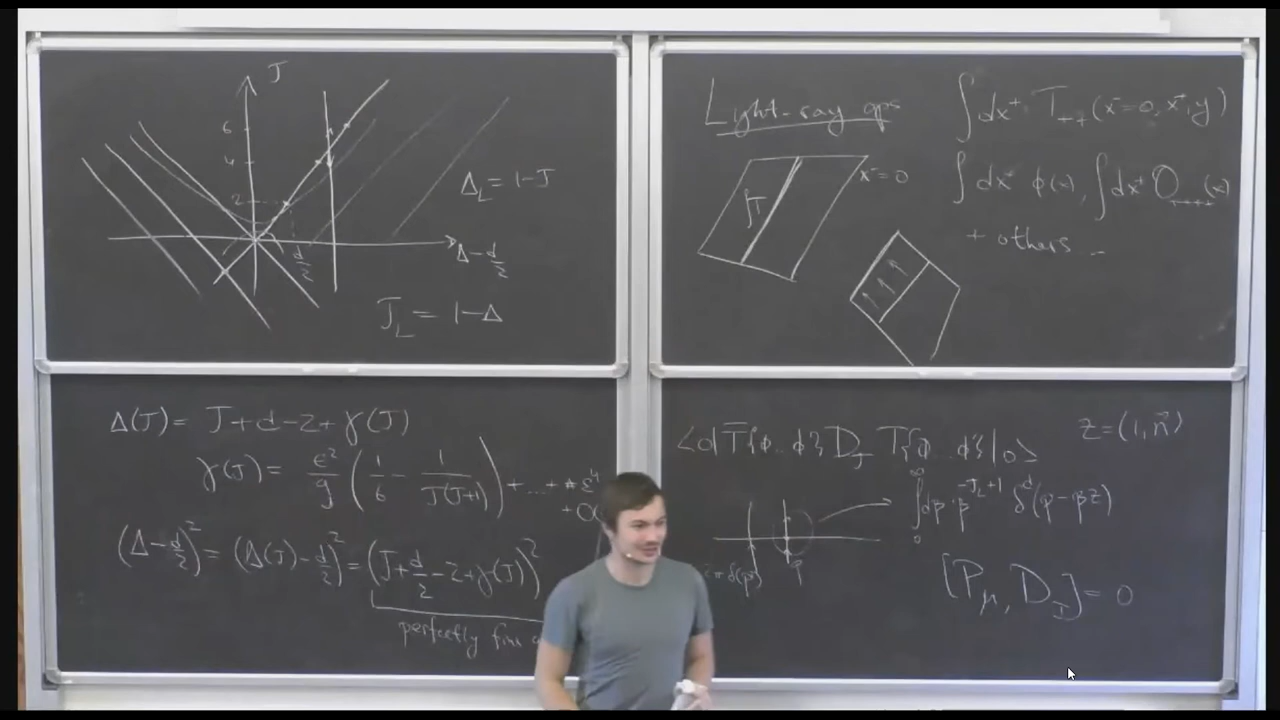 J
6
4
2
d/2
Δ_L = 1-J
Δ - d/2
J_L = 1-Δ
Light-ray ops
∫dx⁺ T₊₊(x⁻=0, x⁺, y)
x⁻=0
∫T
∫dx⁺ φ(x), ∫dx⁺ O₊₊₊₊(x)
+ others
Δ(J) = J+d-2+γ(J)
γ(J) = ε²/9 (1/6 - 1/J(J+1)) + ... + #ε⁴
(Δ-d/2)² = (Δ(J)-d/2)² = (J+d/2-2+γ(J))²
perfectly fine
z=(1,n⃗)
<0|T̄{φ...φ} D_J T{φ...φ}|0>
∫₀^∞ dβ β^{-J_L+1} δ^d(p-βz)
[P_μ, D_J] = 0